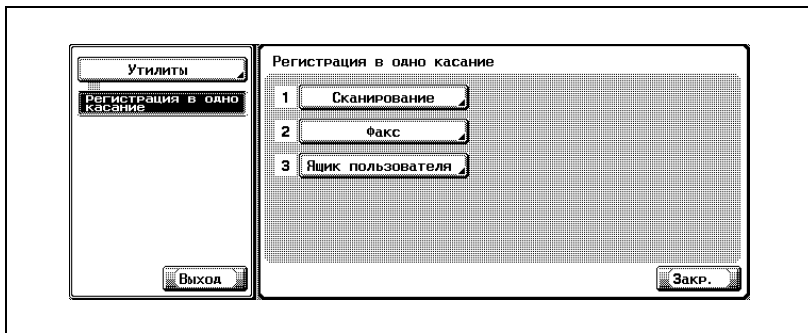 Утилиты
Регистрация в одно
касание
Выход
Регистрация в одно касание
1 Сканирование
2 Факс
3 Ящик пользователя
Закр.